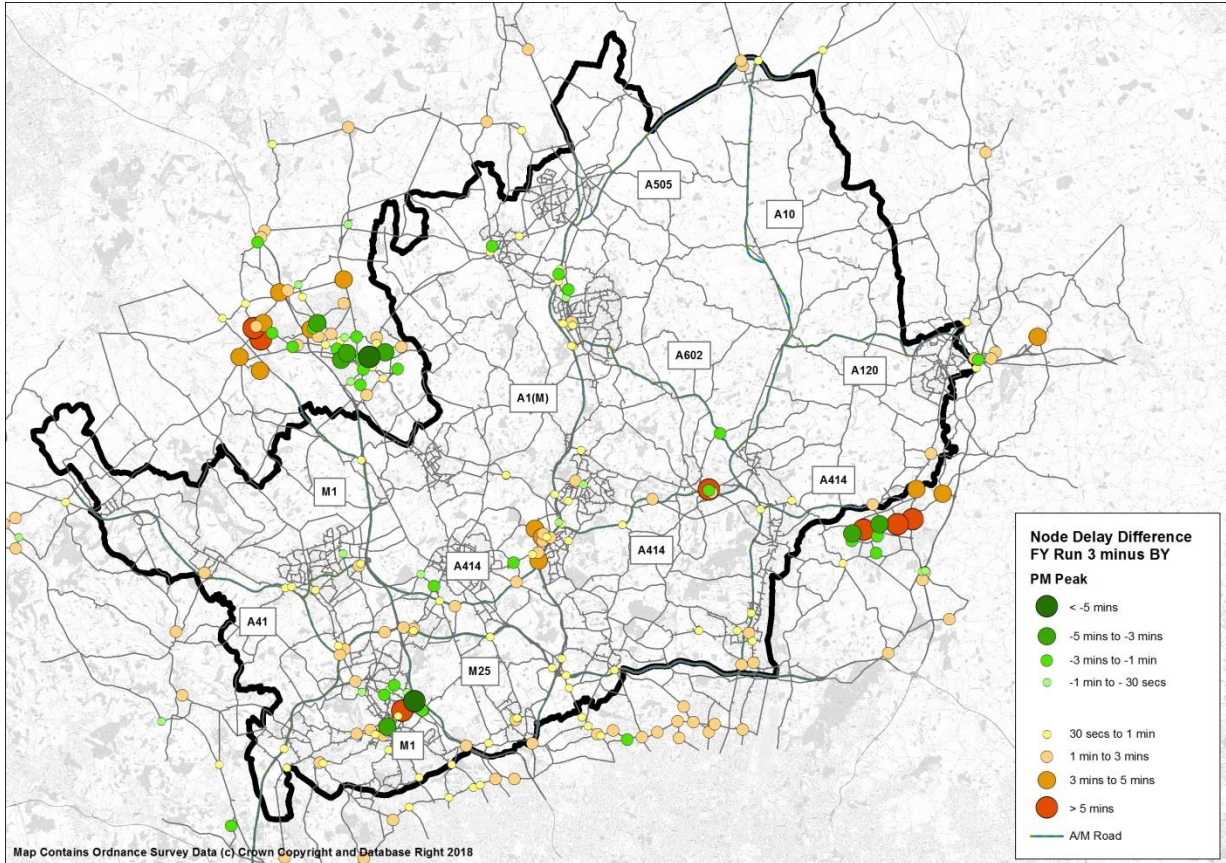 A505
A10
A602
A120
A1(M)
M1
A414
A414
A414
A41
M25
M1
Node Delay Difference
FY Run 3 minus BY
PM Peak
< -5 mins
-5 mins to -3 mins
-3 mins to -1 min
-1 min to - 30 secs
30 secs to 1 min
1 min to 3 mins
3 mins to 5 mins
> 5 mins
A/M Road
Map Contains Ordnance Survey Data (c) Crown Copyright and Database Right 2018